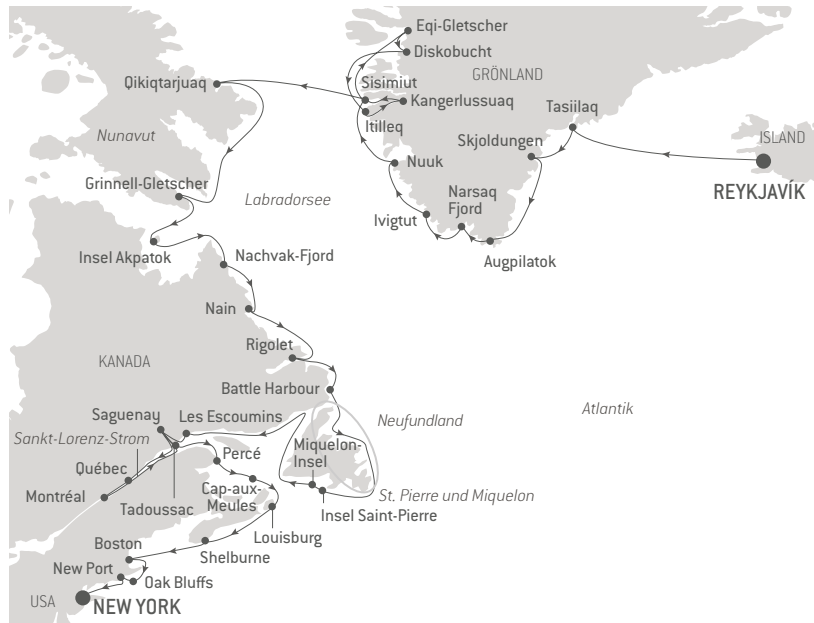 Eqi-Gletscher
Diskobucht
GRÖNLAND
Qikiqtarjuaq
Sisimiut
Kangerlussuaq
Tasiilaq
Itilleq
Nunavut
Skjoldungen
ISLAND
Nuuk
REYKJAVÍK
Grinnell-Gletscher
Narsaq
Fjord
Labradorsee
Ivigtut
Insel Akpatok
Nachvak-Fjord
Augpilatok
Nain
Rigolet
KANADA
Battle Harbour
Saguenay
Les Escoumins
Neufundland
Atlantik
Sankt-Lorenz-Strom
Percé
Miquelon-
Insel
Québec
Cap-aux-
Meules
Montréal
Tadoussac
St. Pierre und Miquelon
Insel Saint-Pierre
Louisburg
Boston
Shelburne
New Port
Oak Bluffs
USA
NEW YORK